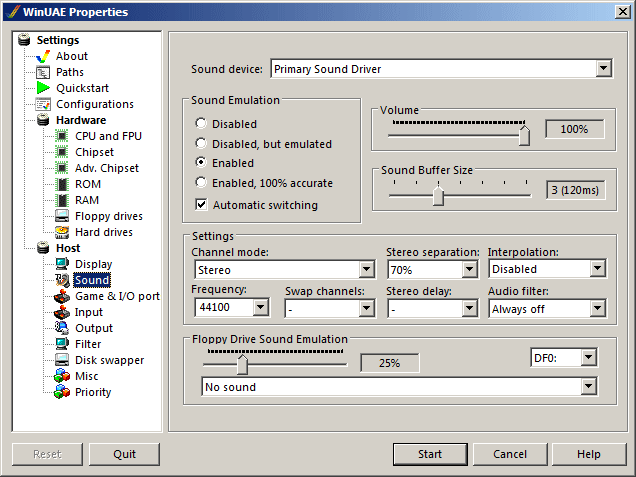 WinUAE Properties
Settings
About
Paths
Quickstart
Configurations
Hardware
CPU and FPU
Chipset
Adv. Chipset
ROM
RAM
Floppy drives
Hard drives
Host
Display
Sound
Game & I/O port
Input
Output
Filter
Disk swapper
Misc
Priority
Sound device: Primary Sound Driver
Sound Emulation
Disabled
Disabled, but emulated
Enabled
Enabled, 100% accurate
Automatic switching
Volume
100%
Sound Buffer Size
3 (120ms)
Settings
Channel mode: Stereo separation: Interpolation:
Stereo 70% Disabled
Frequency: Swap channels: Stereo delay: Audio filter:
44100 - - Always off
Floppy Drive Sound Emulation
25% DF0:
No sound
Reset Quit Start Cancel Help